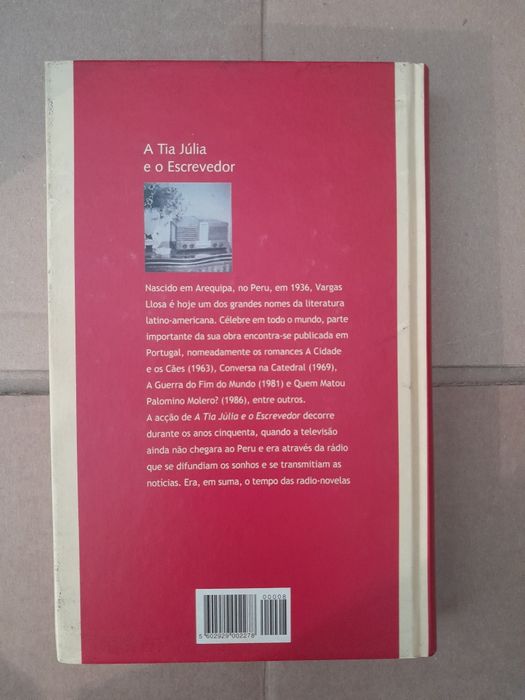 A Tia Júlia
e o Escrevedor
Nascido em Arequipa, no Peru, em 1936, Vargas
Llosa é hoje um dos grandes nomes da literatura
latino-americana. Célebre em todo o mundo, parte
importante da sua obra encontra-se publicada em
Portugal, nomeadamente os romances A Cidade
e os Cães (1963), Conversa na Catedral (1969),
A Guerra do Fim do Mundo (1981) e Quem Matou
Palomino Molero? (1986), entre outros.
A acção de A Tia Júlia e o Escrevedor decorre
durante os anos cinquenta, quando a televisão
ainda não chegara ao Peru e era através da rádio
que se difundiam os sonhos e se transmitiam as
notícias. Era, em suma, o tempo das radio-novelas
00008
5 602929 002278